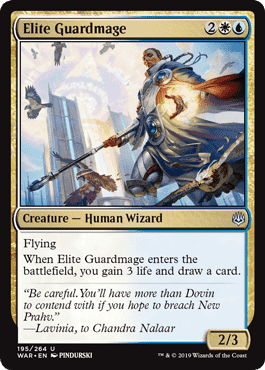 Elite Guardmage 2
Creature — Human Wizard
Flying
When Elite Guardmage enters the
battlefield, you gain 3 life and draw a card.
“Be careful. You’ll have more than Dovin
to contend with if you hope to breach New
Prahv.”
—Lavinia, to Chandra Nalaar
2/3
195/264 U
WAR • EN PINDURSKI
™ & © 2019 Wizards of the Coast